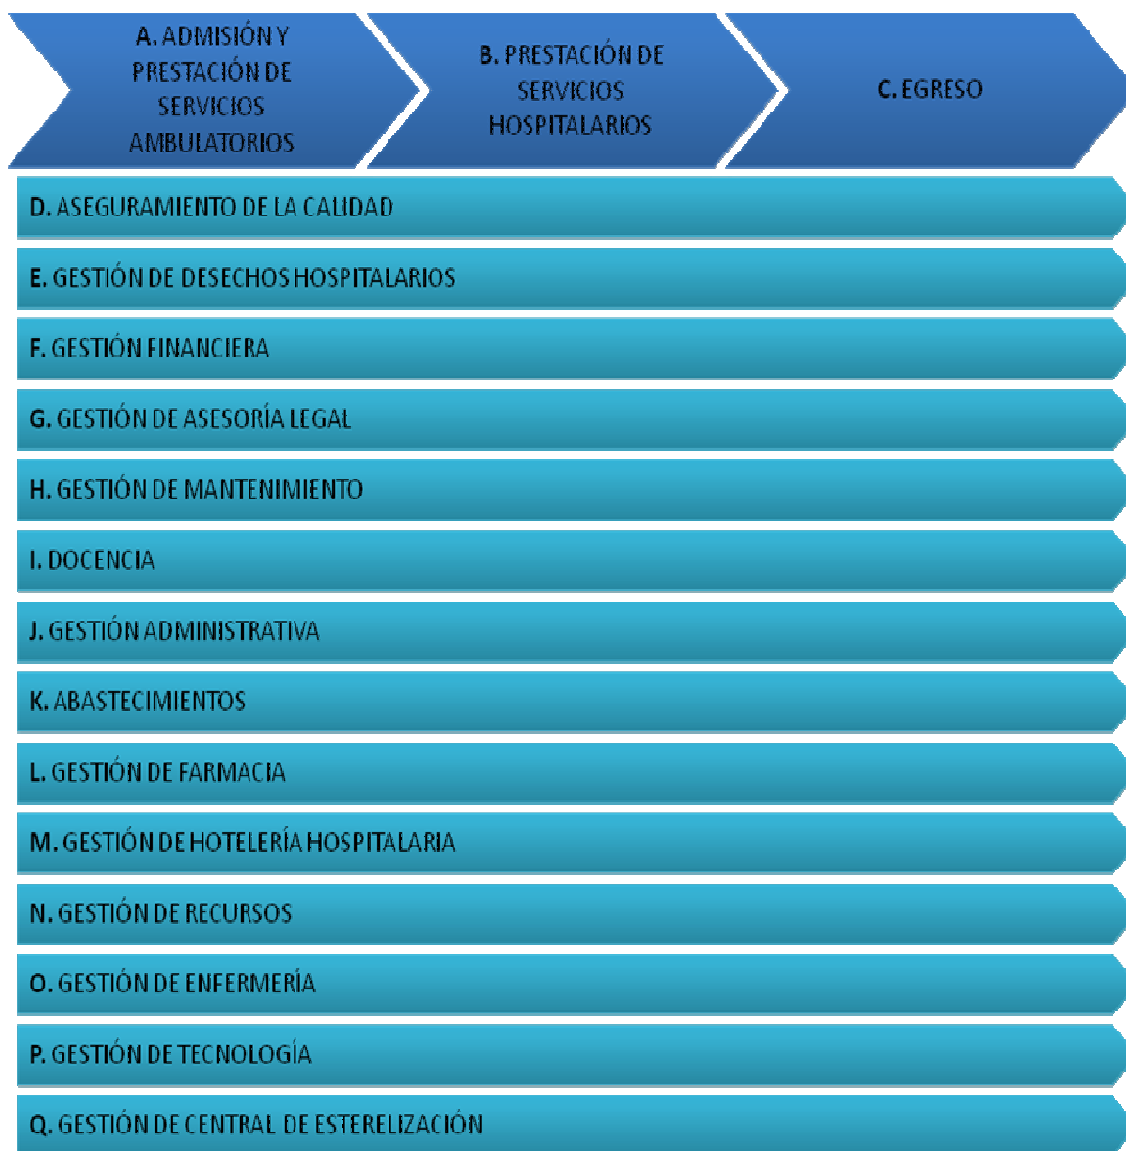 A. ADMISIÓN Y
PRESTACIÓN DE
SERVICIOS
AMBULATORIOS
B. PRESTACIÓN DE
SERVICIOS
HOSPITALARIOS
C. EGRESO
D. ASEGURAMIENTO DE LA CALIDAD
E. GESTIÓN DE DESECHOS HOSPITALARIOS
F. GESTIÓN FINANCIERA
G. GESTIÓN DE ASESORÍA LEGAL
H. GESTIÓN DE MANTENIMIENTO
I. DOCENCIA
J. GESTIÓN ADMINISTRATIVA
K. ABASTECIMIENTOS
L. GESTIÓN DE FARMACIA
M. GESTIÓN DE HOTELERÍA HOSPITALARIA
N. GESTIÓN DE RECURSOS
O. GESTIÓN DE ENFERMERÍA
P. GESTIÓN DE TECNOLOGÍA
Q. GESTIÓN DE CENTRAL DE ESTERELIZACIÓN